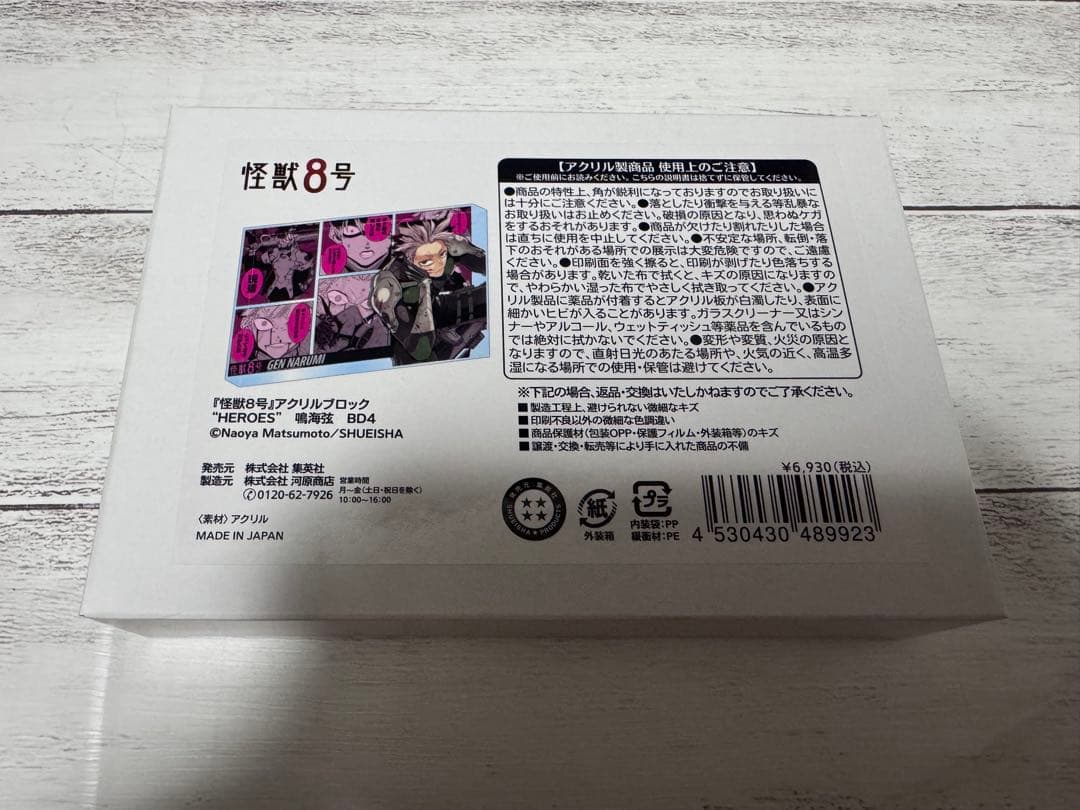 怪獣8号
怪獣8号 GEN NARUMI
『怪獣8号』アクリルブロック
“HEROES” 鳴海弦 BD4
©Naoya Matsumoto/SHUEISHA
発売元 株式会社 集英社
製造元 株式会社 河原商店
✆0120-62-7926
営業時間
月〜金(土日・祝日を除く)
10:00〜16:00
〈素材〉アクリル
MADE IN JAPAN
【アクリル製商品 使用上のご注意】
※ご使用前にお読みください。こちらの説明書は捨てずに保管してください。
●商品の特性上、角が鋭利になっておりますのでお取り扱いに
は十分にご注意ください。●落としたり衝撃を与える等乱暴な
お取り扱いはお止めください。破損の原因となり、思わぬケガ
をするおそれがあります。●商品が欠けたり割れたりした場合
は直ちに使用を中止してください。●不安定な場所、転倒・落
下のおそれがある場所での展示は大変危険ですので、ご遠慮
ください。●印刷面を強く擦ると、印刷が剥げたり色落ちする
場合があります。乾いた布で拭くと、キズの原因になりますの
で、やわらかい湿った布でやさしく拭き取ってください。●アク
リル製品に薬品が付着するとアクリル板が白濁したり、表面に
細かいヒビが入ることがあります。ガラスクリーナー又はシン
ナーやアルコール、ウェットティッシュ等薬品を含んでいるもの
では絶対に拭かないでください。●変形や変質、火災の原因と
なりますので、直射日光のあたる場所や、火気の近く、高温多
湿になる場所での使用・保管は避けてください。
※下記の場合、返品・交換はいたしかねますのでご了承ください。
■製造工程上、避けられない微細なキズ
■印刷不良以外の微細な色調違い
■商品保護材(包装OPP・保護フィルム・外装箱等)のキズ
■譲渡・交換・転売等により手に入れた商品の不備
¥6,930(税込)
発売元 集英社
SHUEISHA PRODUCTS
紙
外装箱
プラ
内装袋:PP
緩衝材:PE
4 530430 489923